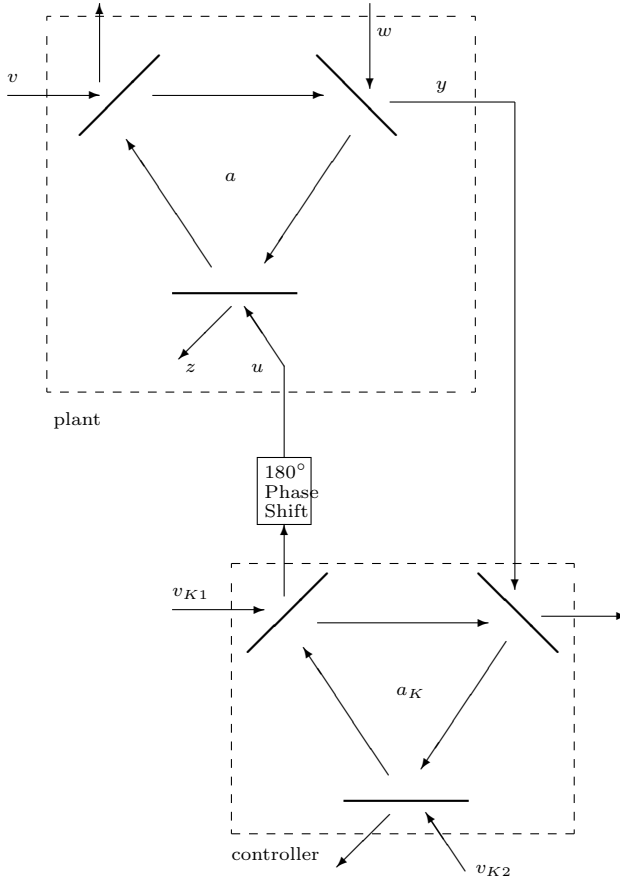 w
v
y
a
z
u
plant
180°
Phase
Shift
v_{K1}
a_K
controller
v_{K2}